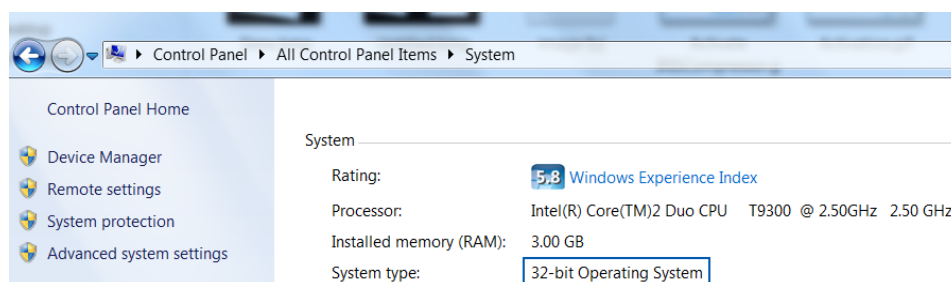 Control Panel ▸ All Control Panel Items ▸ System
Control Panel Home
Device Manager
Remote settings
System protection
Advanced system settings
System
Rating: 5,8 Windows Experience Index
Processor: Intel(R) Core(TM)2 Duo CPU T9300 @ 2.50GHz 2.50 GHz
Installed memory (RAM): 3.00 GB
System type: 32-bit Operating System